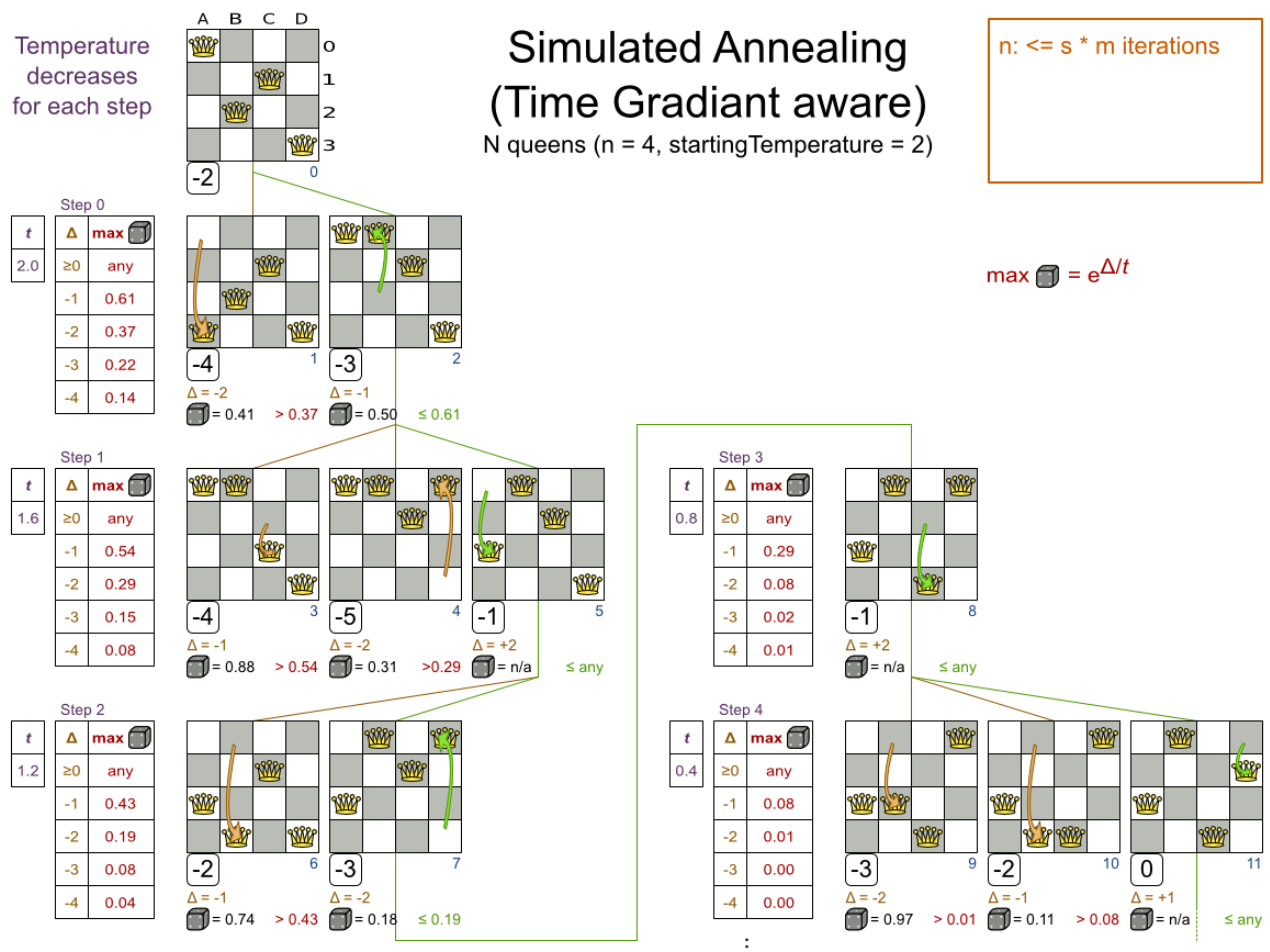 Temperature
decreases
for each step
A B C D
0
1
2
3
-2
0
Simulated Annealing
(Time Gradiant aware)
N queens (n = 4, startingTemperature = 2)
n: <= s * m iterations
max = e^Δ/t
Step 0
t
2.0
Δ max
≥0 any
-1 0.61
-2 0.37
-3 0.22
-4 0.14
-4 1
Δ = -2
= 0.41 > 0.37
-3 2
Δ = -1
= 0.50 ≤ 0.61
Step 1
t
1.6
Δ max
≥0 any
-1 0.54
-2 0.29
-3 0.15
-4 0.08
-4 3
Δ = -1
= 0.88 > 0.54
-5 4
Δ = -2
= 0.31 >0.29
-1 5
Δ = +2
= n/a ≤ any
Step 2
t
1.2
Δ max
≥0 any
-1 0.43
-2 0.19
-3 0.08
-4 0.04
-2 6
Δ = -1
= 0.74 > 0.43
-3 7
Δ = -2
= 0.18 ≤ 0.19
Step 3
t
0.8
Δ max
≥0 any
-1 0.29
-2 0.08
-3 0.02
-4 0.01
-1 8
Δ = +2
= n/a ≤ any
Step 4
t
0.4
Δ max
≥0 any
-1 0.08
-2 0.01
-3 0.00
-4 0.00
-3 9
Δ = -2
= 0.97 > 0.01
-2 10
Δ = -1
= 0.11 > 0.08
0 11
Δ = +1
= n/a ≤ any
: